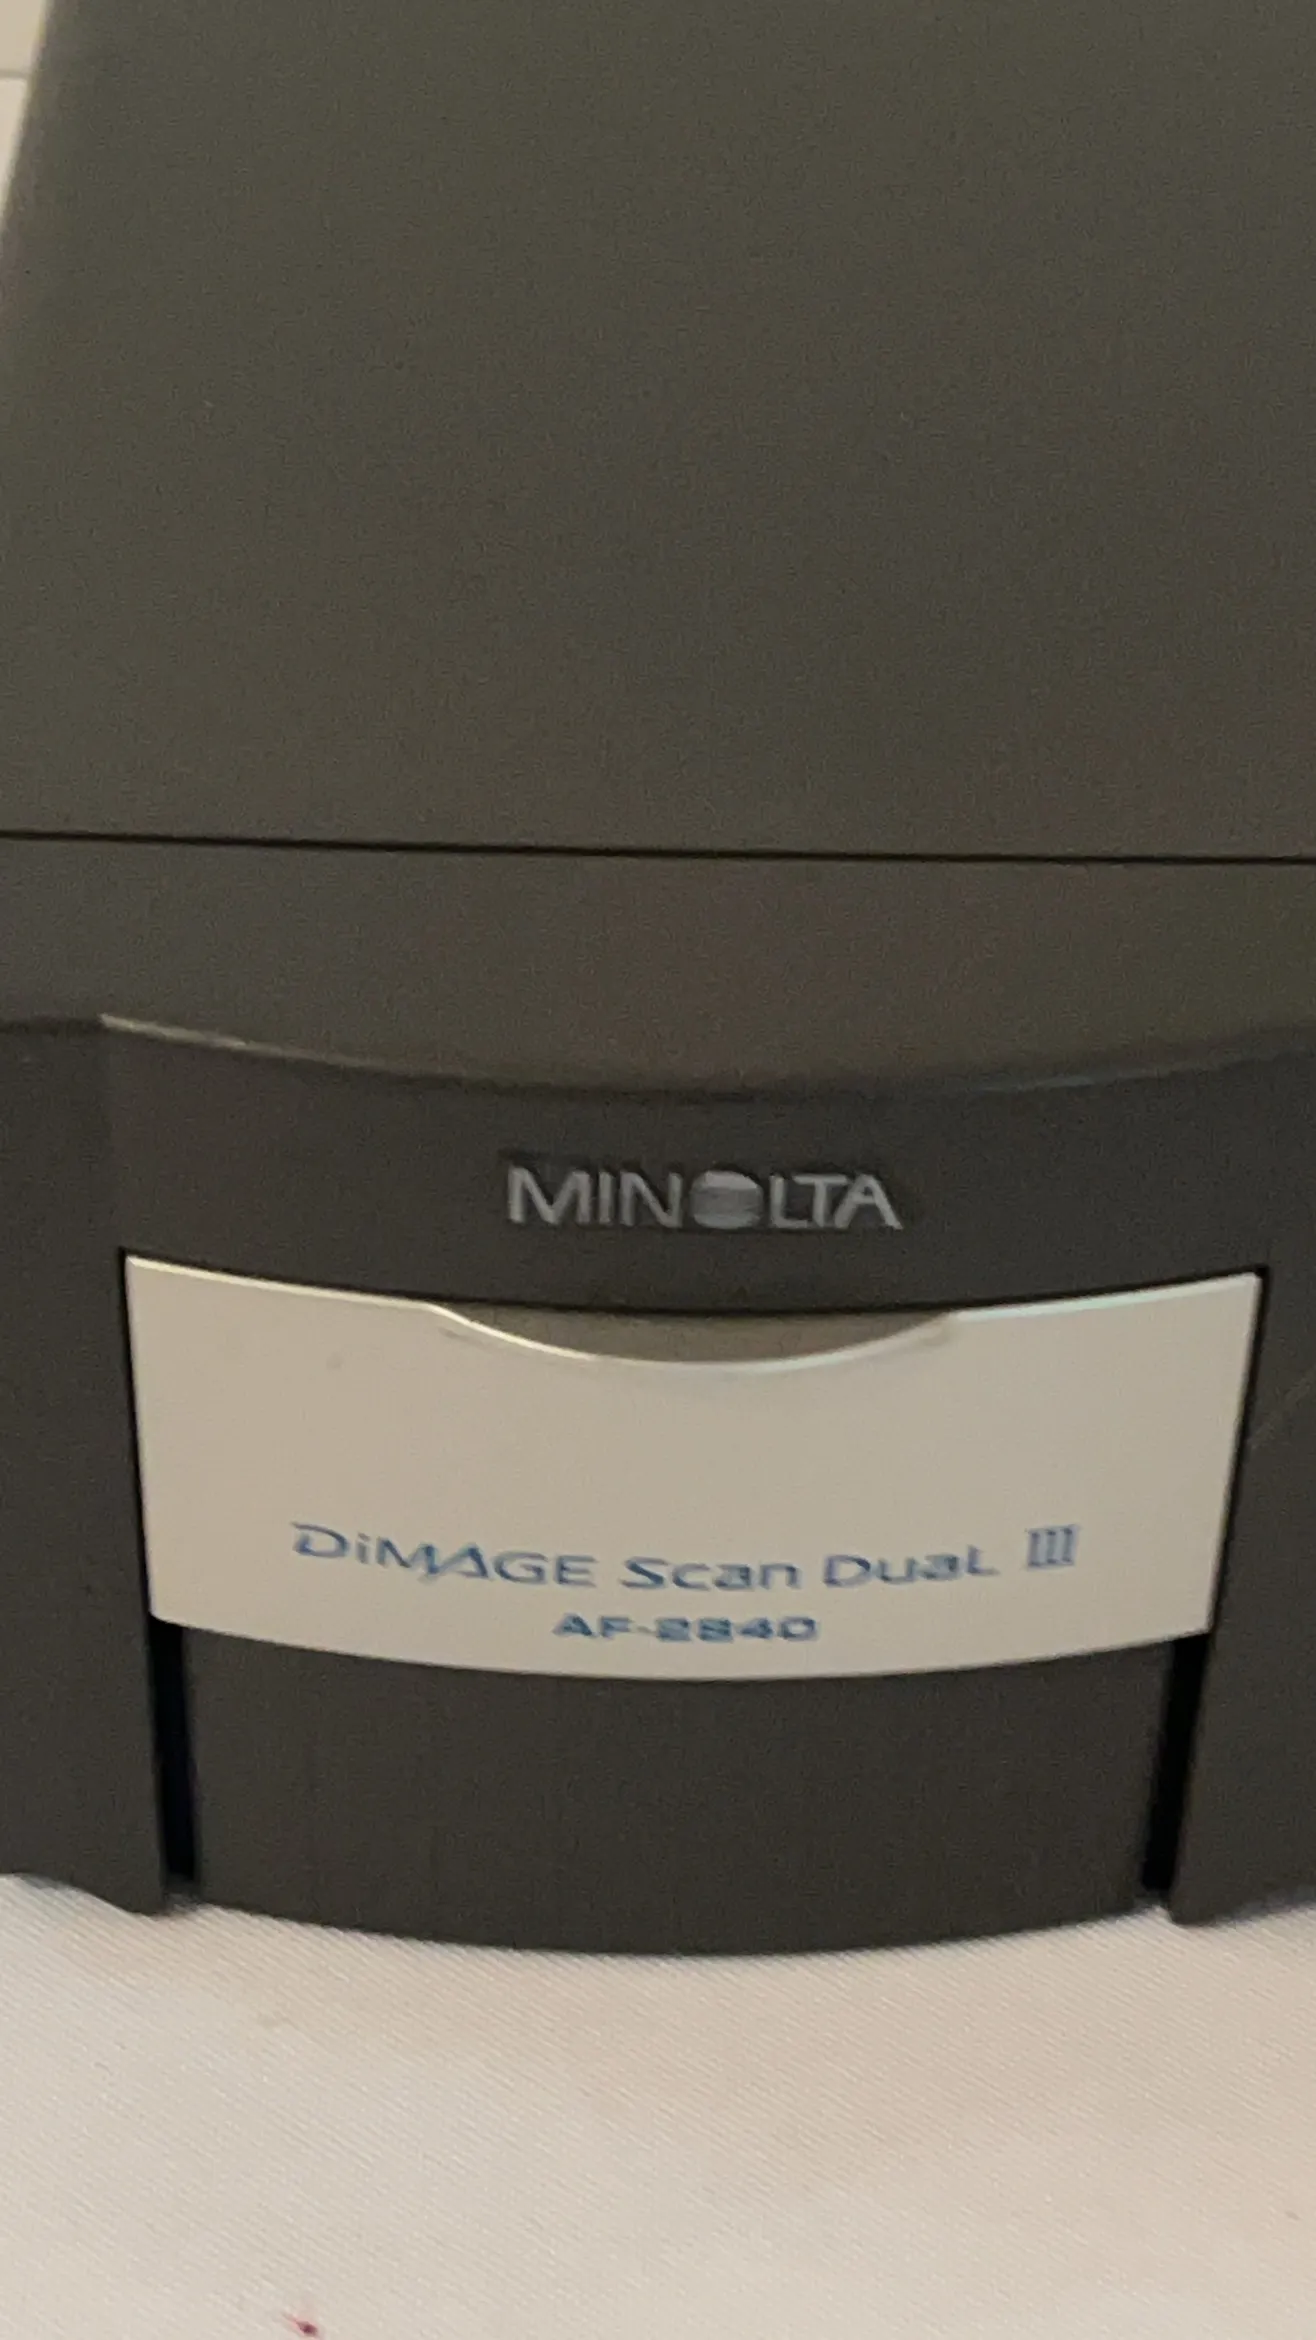 MINOLTA
DiMAGE Scan Dual III
AF-2840